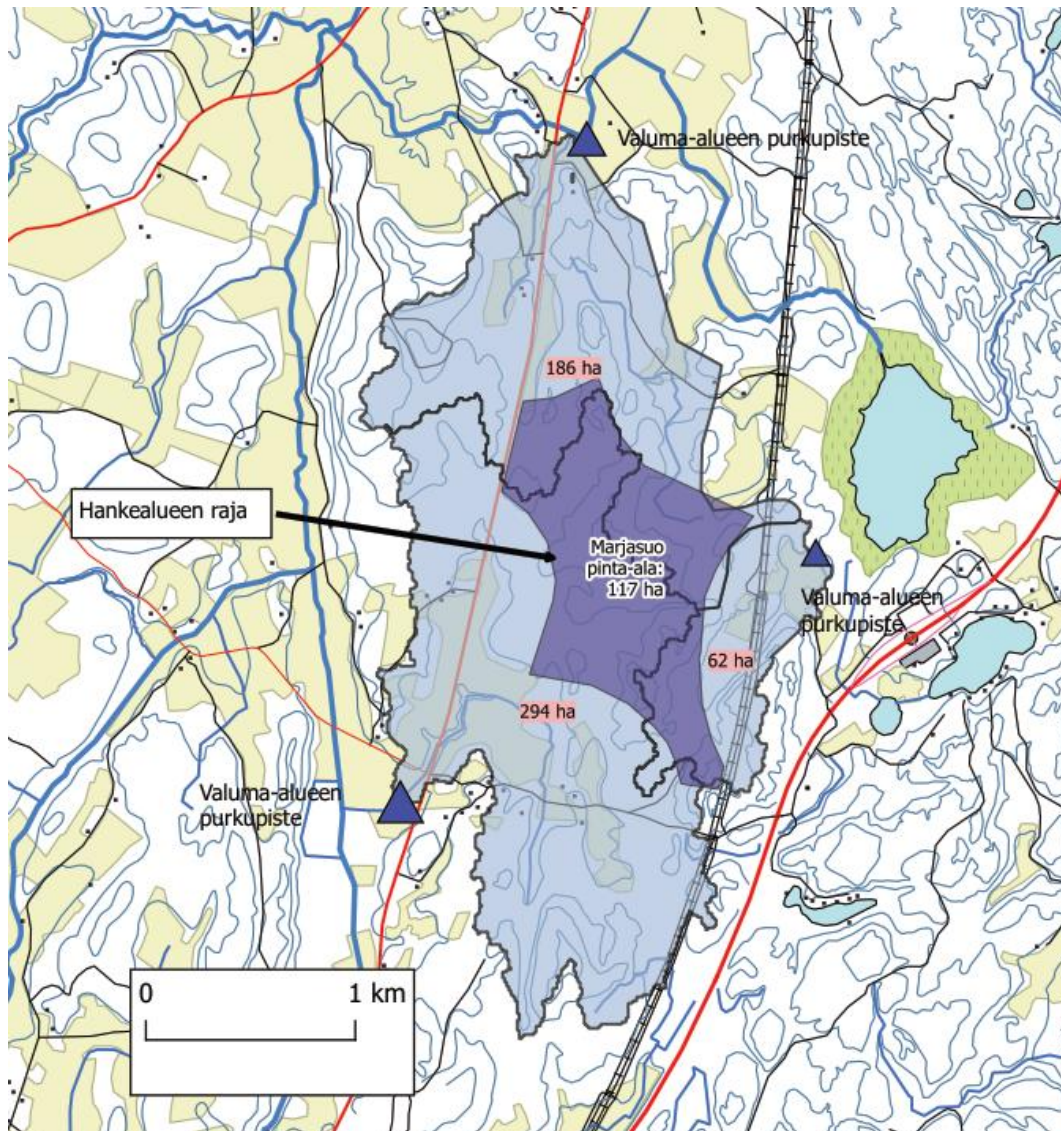 Valuma-alueen purkupiste
186 ha
Hankealueen raja
Marjasuo
pinta-ala:
117 ha
Valuma-alueen
purkupiste
62 ha
294 ha
Valuma-alueen
purkupiste
0
1 km